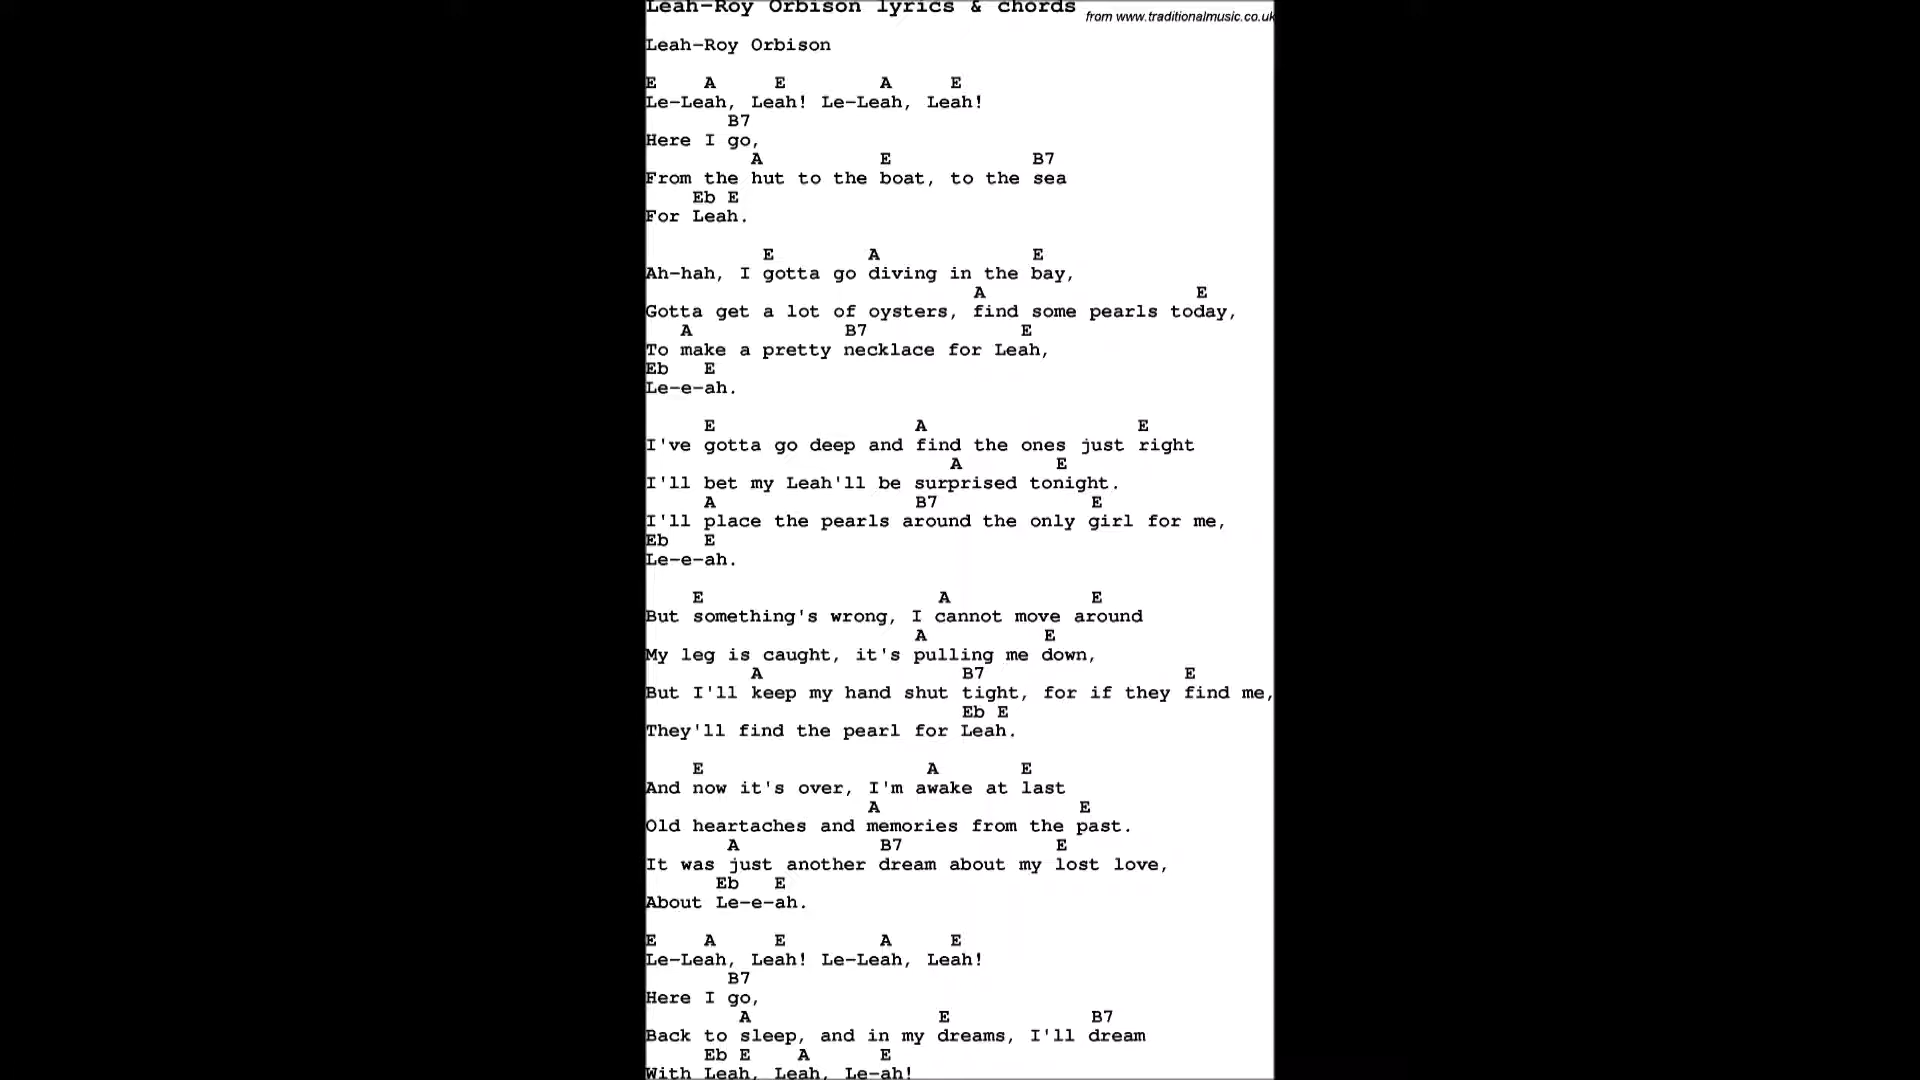 Leah-Roy Orbison lyrics & chords
from www.traditionalmusic.co.uk
Leah-Roy Orbison
E    A     E        A     E
Le-Leah, Leah! Le-Leah, Leah!
       B7
Here I go,
         A          E            B7
From the hut to the boat, to the sea
    Eb E
For Leah.
          E        A             E
Ah-hah, I gotta go diving in the bay,
                            A                  E
Gotta get a lot of oysters, find some pearls today,
   A             B7             E
To make a pretty necklace for Leah,
Eb   E
Le-e-ah.
     E                 A                  E
I've gotta go deep and find the ones just right
                          A        E
I'll bet my Leah'll be surprised tonight.
     A                 B7             E
I'll place the pearls around the only girl for me,
Eb   E
Le-e-ah.
    E                    A            E
But something's wrong, I cannot move around
                       A          E
My leg is caught, it's pulling me down,
         A                 B7                 E
But I'll keep my hand shut tight, for if they find me,
                           Eb E
They'll find the pearl for Leah.
    E                   A       E
And now it's over, I'm awake at last
                   A                 E
Old heartaches and memories from the past.
       A            B7             E
It was just another dream about my lost love,
      Eb   E
About Le-e-ah.
E    A     E        A     E
Le-Leah, Leah! Le-Leah, Leah!
       B7
Here I go,
        A                E            B7
Back to sleep, and in my dreams, I'll dream
     Eb E    A      E
With Leah, Leah, Le-ah!